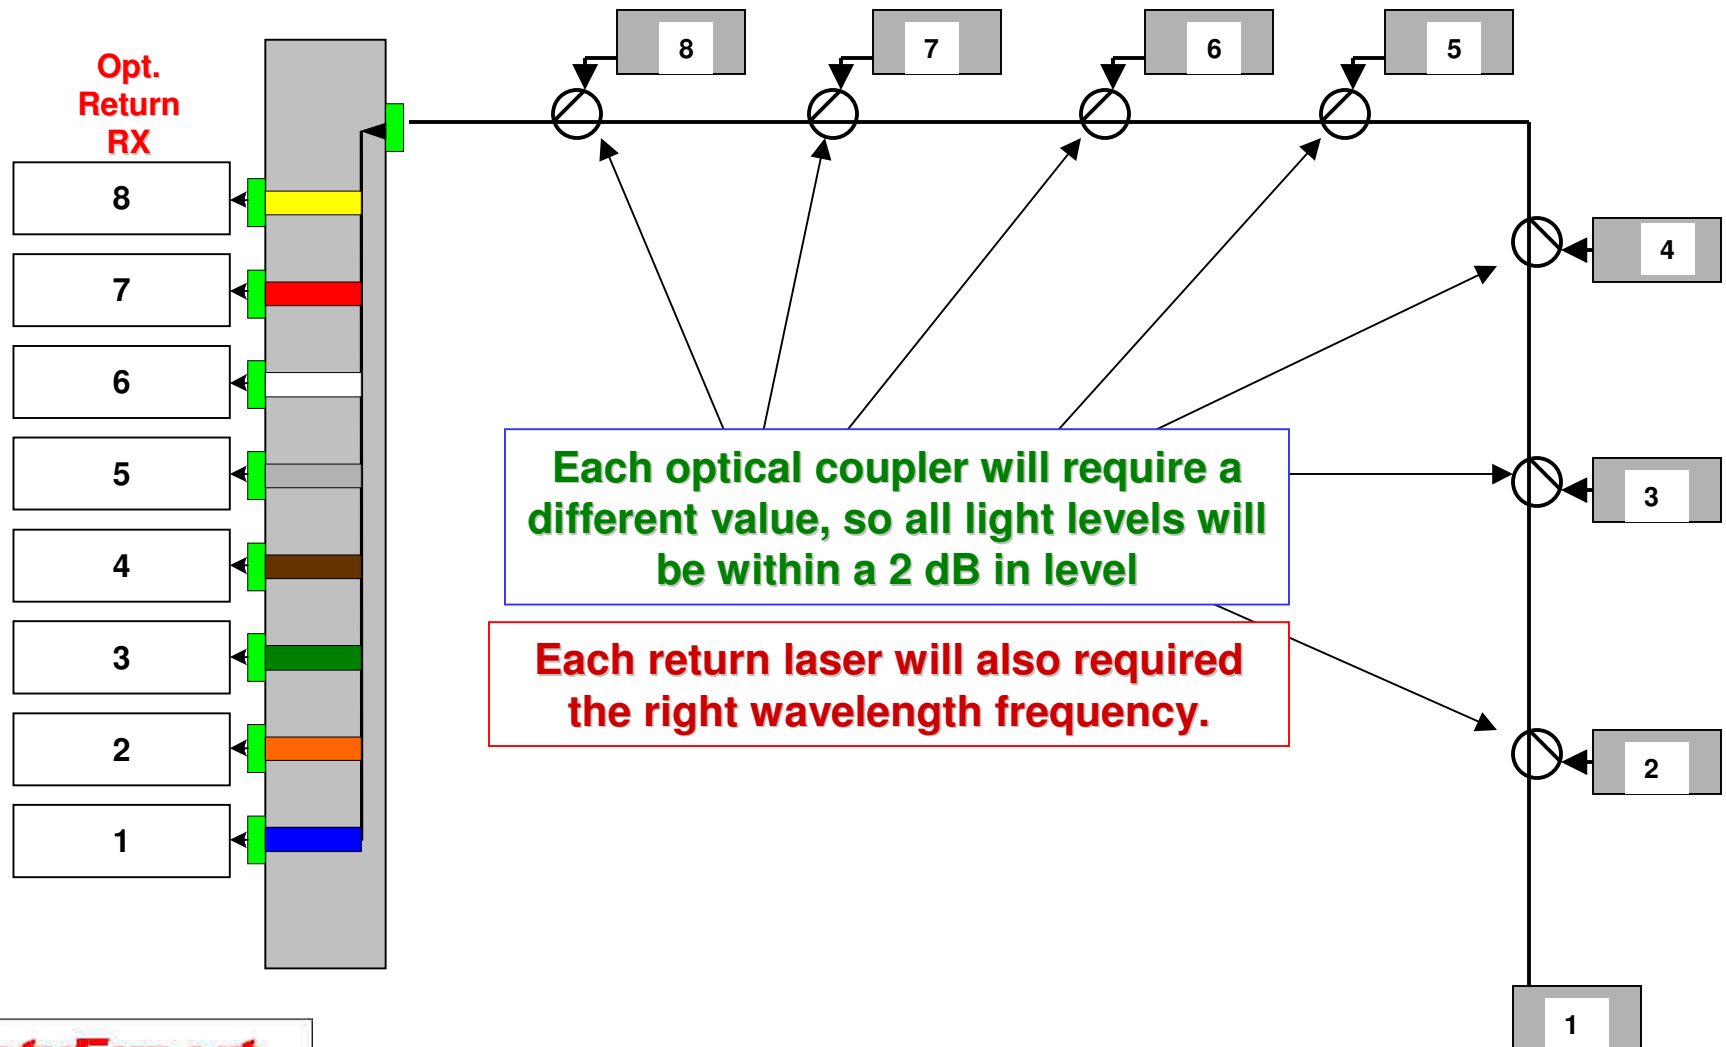 Opt.
Return
RX
8
7
6
5
4
3
2
1
8
7
6
5
4
3
2
1
Each optical coupler will require a
different value, so all light levels will
be within a 2 dB in level
Each return laser will also required
the right wavelength frequency.